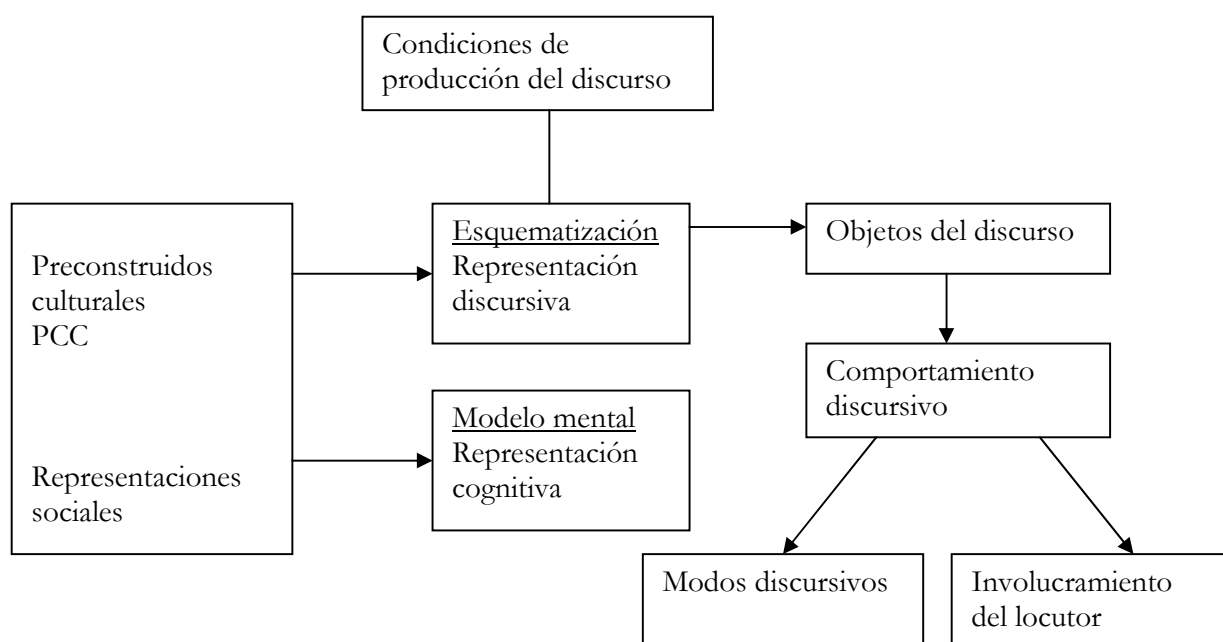 Condiciones de
producción del discurso
Preconstruidos
culturales
PCC
Representaciones
sociales
Esquematización
Representación
discursiva
Modelo mental
Representación
cognitiva
Objetos del discurso
Comportamiento
discursivo
Modos discursivos
Involucramiento
del locutor